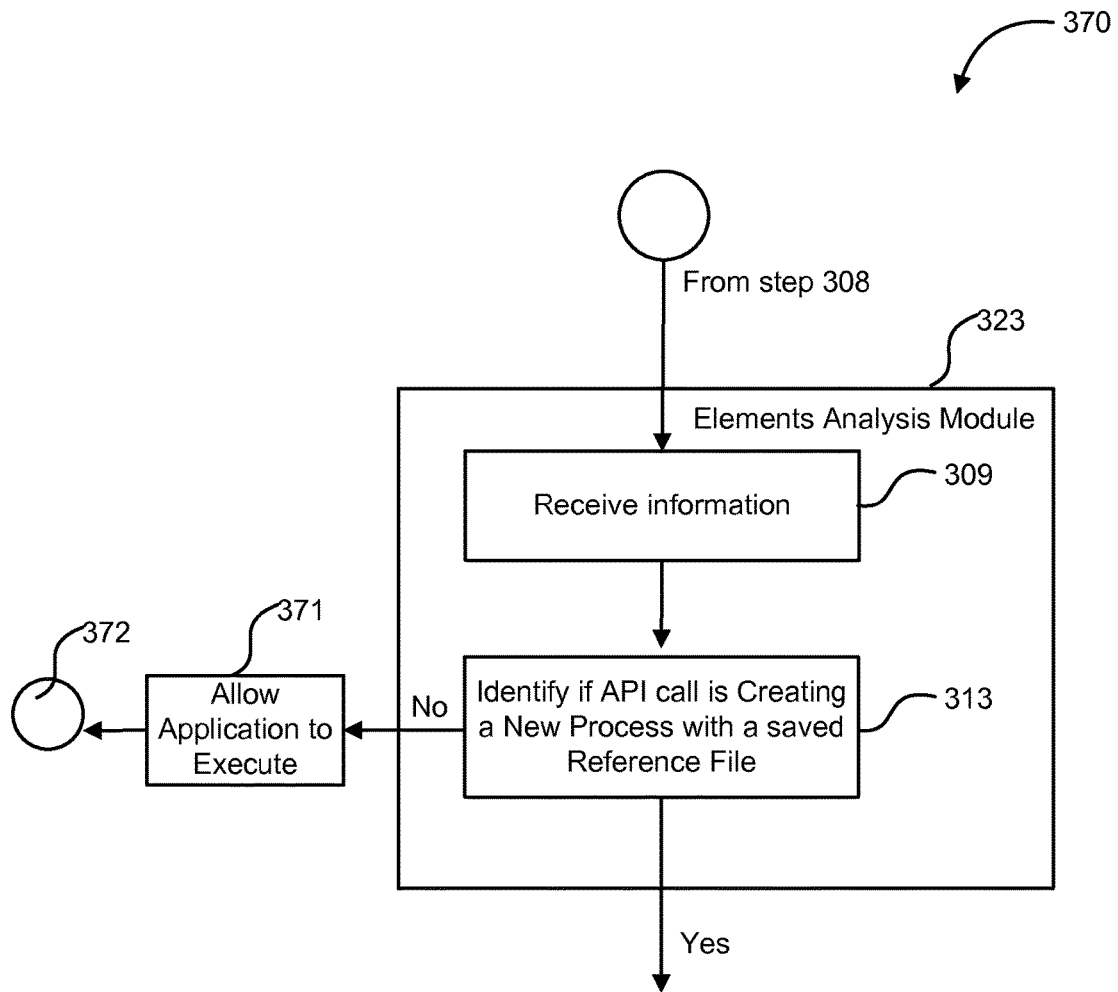 370
From step 308
323
Elements Analysis Module
Receive information
309
372
371
Allow
Application to
Execute
No
Identify if API call is Creating
a New Process with a saved
Reference File
313
Yes